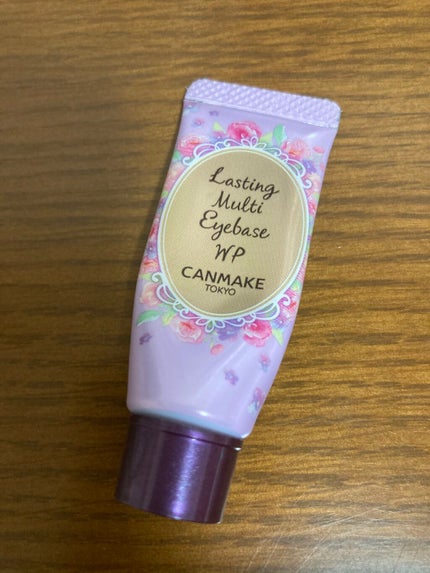 Lasting
Multi
Eyebase
WP
CANMAKE
TOKYO